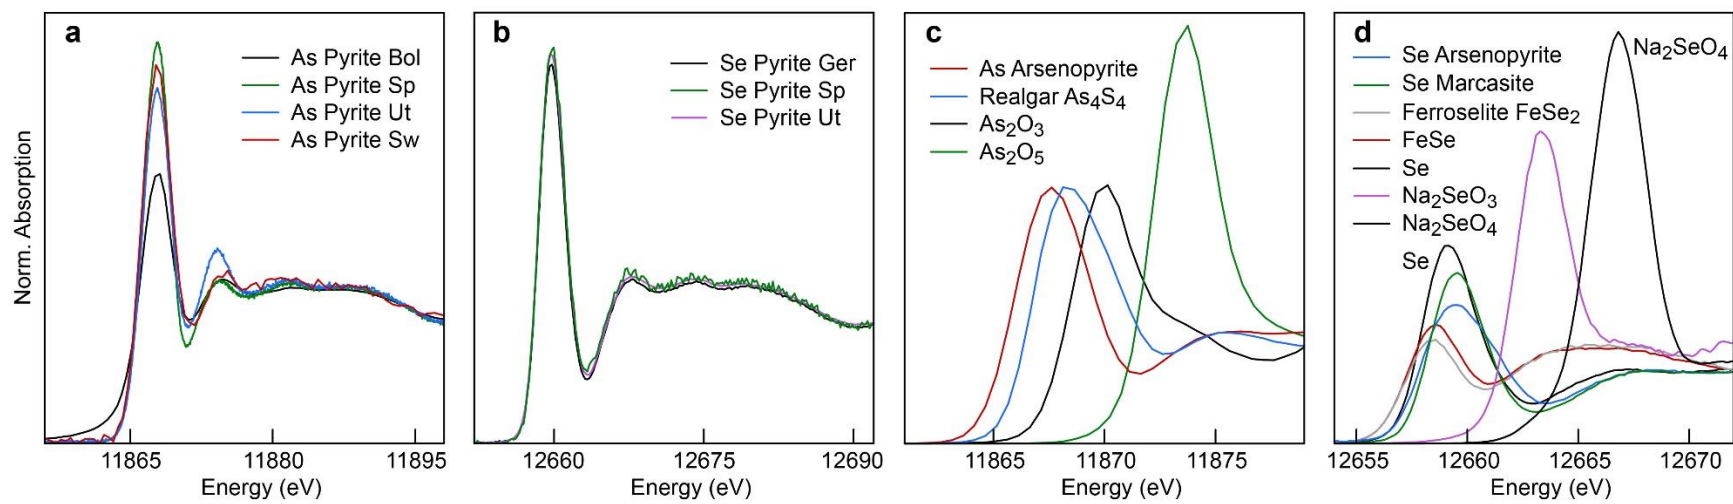 Norm. Absorption
a
As Pyrite Bol
As Pyrite Sp
As Pyrite Ut
As Pyrite Sw
11865 11880 11895
Energy (eV)
b
Se Pyrite Ger
Se Pyrite Sp
Se Pyrite Ut
12660 12675 12690
Energy (eV)
c
As Arsenopyrite
Realgar As₄S₄
As₂O₃
As₂O₅
11865 11870 11875
Energy (eV)
d
Na₂SeO₄
Se Arsenopyrite
Se Marcasite
Ferroselite FeSe₂
FeSe
Se
Na₂SeO₃
Na₂SeO₄
Se
12655 12660 12665 12670
Energy (eV)